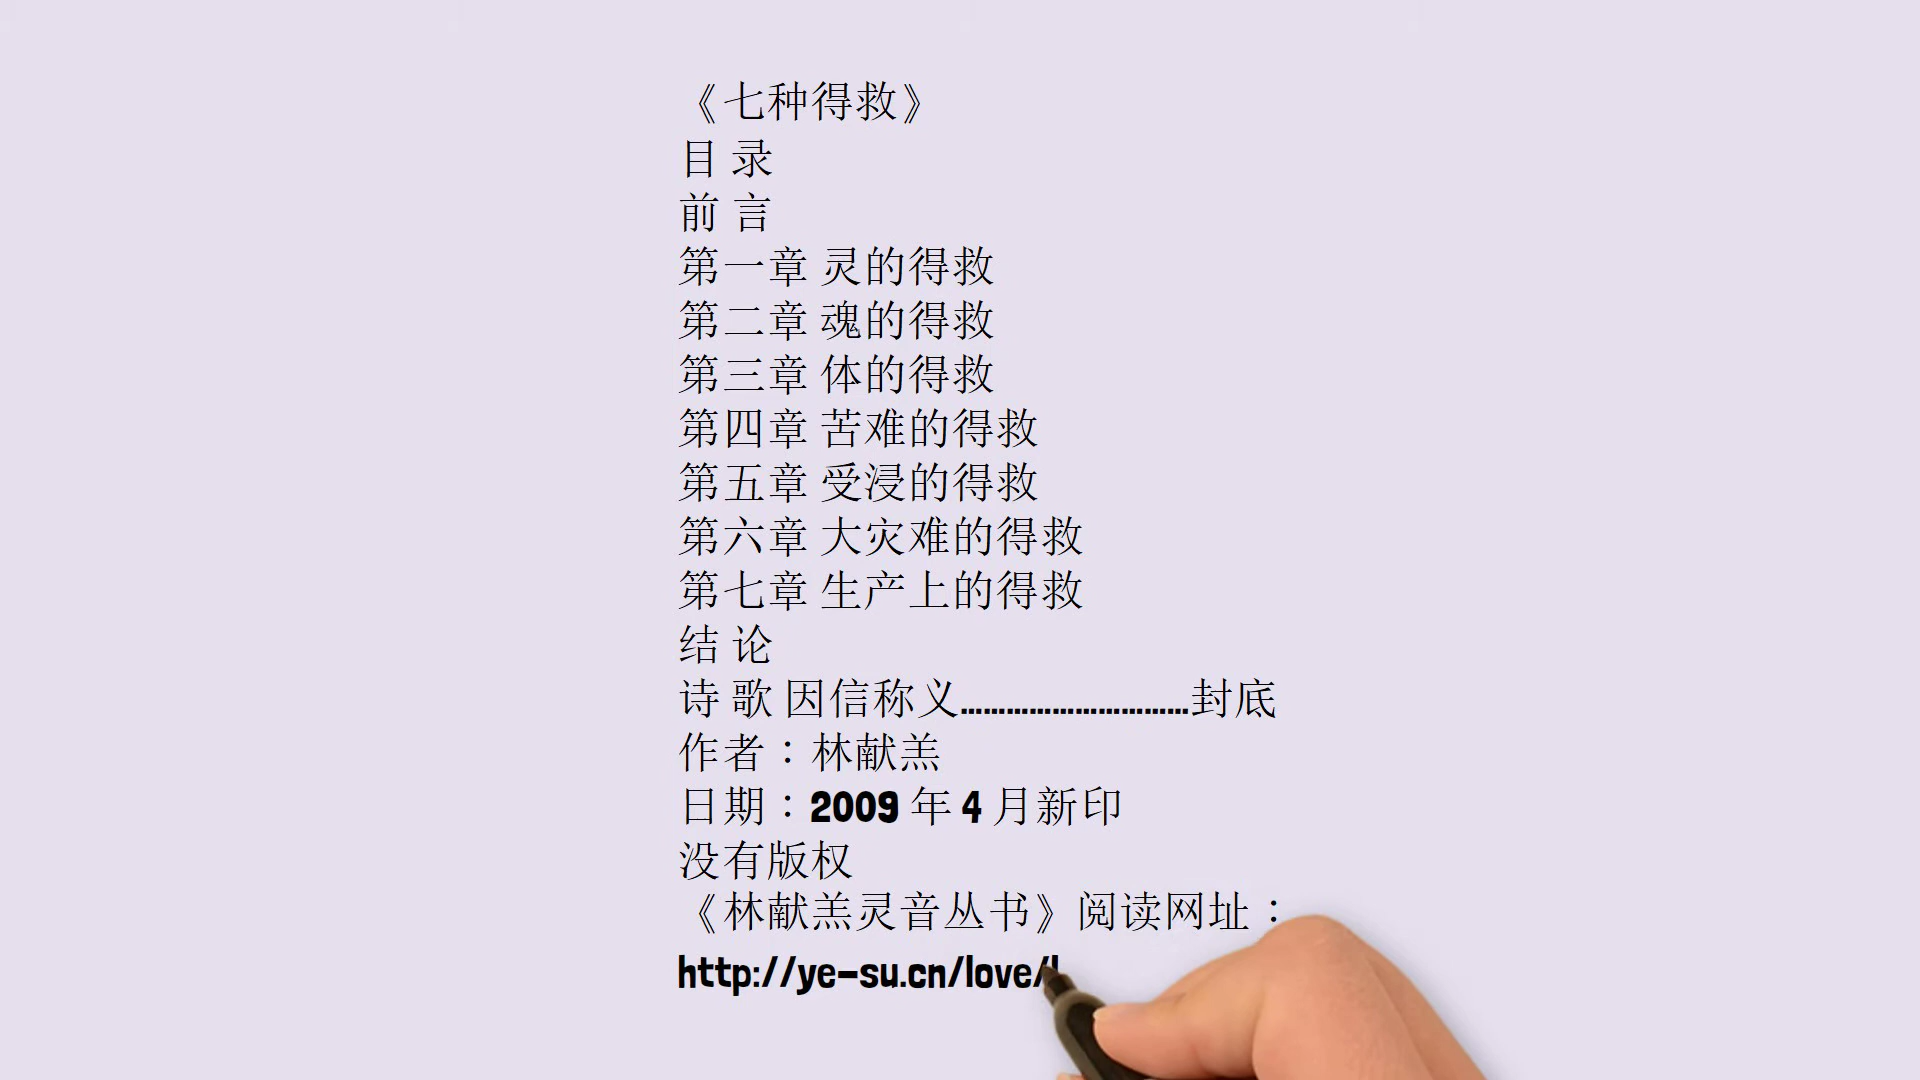 《七种得救》
目 录
前 言
第一章 灵的得救
第二章 魂的得救
第三章 体的得救
第四章 苦难的得救
第五章 受浸的得救
第六章 大灾难的得救
第七章 生产上的得救
结 论
诗 歌 因信称义…………………………封底
作者：林献羔
日期：2009 年 4 月新印
没有版权
《林献羔灵音丛书》阅读网址：
http://ye-su.cn/love/